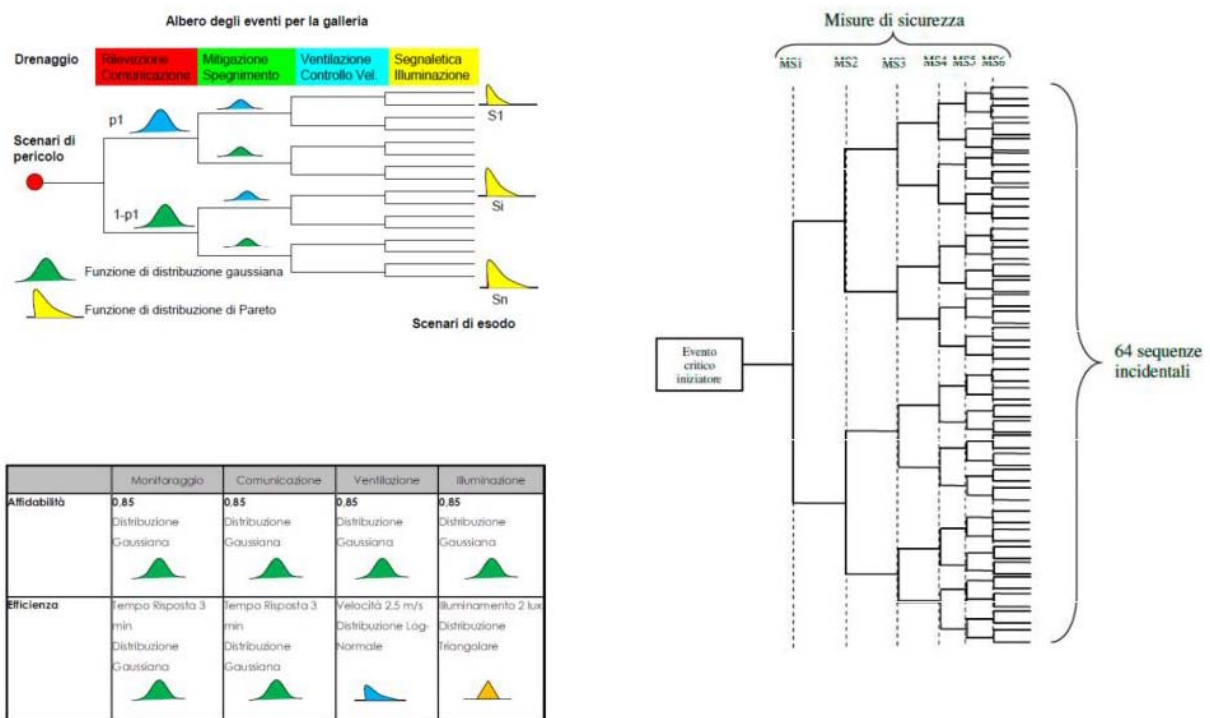 Albero degli eventi per la galleria
Drenaggio
Rilevazione
Comunicazione
Mitigazione
Spegnimento
Ventilazione
Controllo Vel.
Segnaletica
Illuminazione
p1
S1
Scenari di
pericolo
1-p1
Si
Funzione di distribuzione gaussiana
Sn
Funzione di distribuzione di Pareto
Scenari di esodo
Monitoraggio
Comunicazione
Ventilazione
Illuminazione
Affidabilità
0,85
Distribuzione
Gaussiana
0,85
Distribuzione
Gaussiana
0,85
Distribuzione
Gaussiana
0,85
Distribuzione
Gaussiana
Efficienza
Tempo Risposta 3
min
Distribuzione
Gaussiana
Tempo Risposta 3
min
Distribuzione
Gaussiana
Velocità 2,5 m/s
Distribuzione Log-
Normale
Illuminamento 2 lux
Distribuzione
Triangolare
Misure di sicurezza
MS1 MS2 MS3 MS4 MS5 MS6
Evento
critico
iniziatore
64 sequenze
incidentali